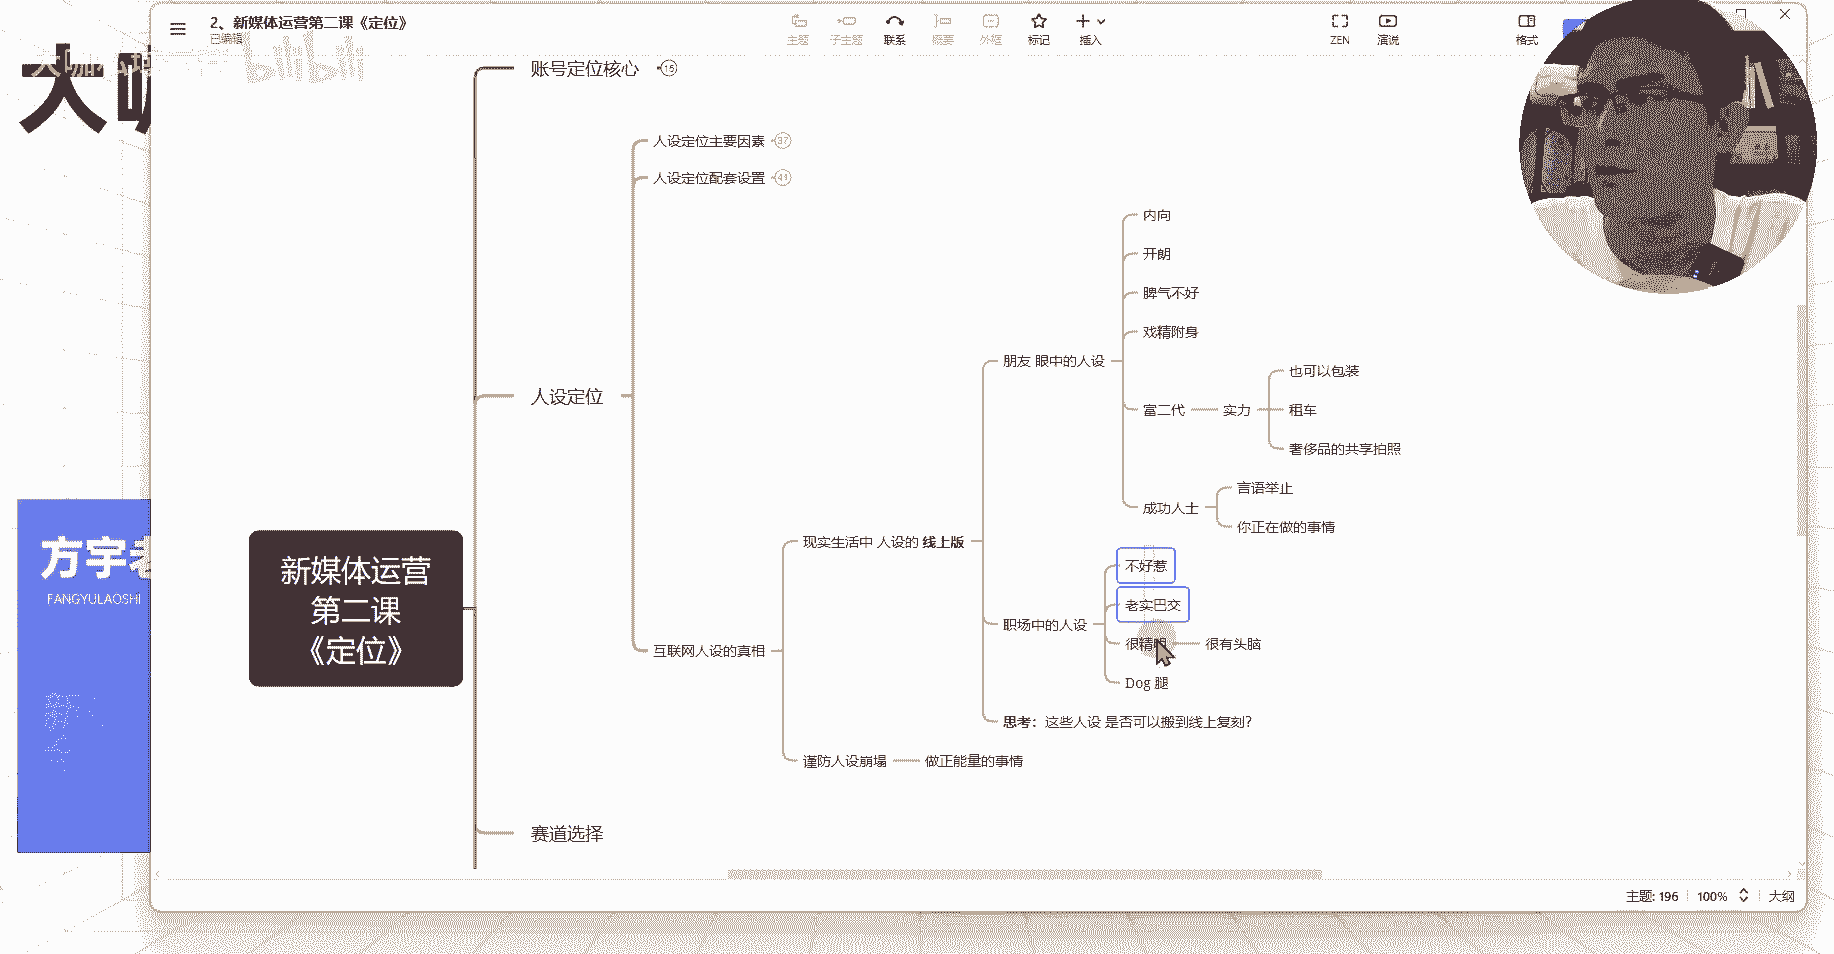 2、新媒体运营第二课《定位》
已编辑
主题
子主题
联系
概要
外框
标记
插入
ZEN
演说
格式
大咖
bilibili
账号定位核心
15
人设定位主要因素
37
人设定位配套设置
44
内向
开朗
脾气不好
戏精附身
朋友 眼中的人设
也可以包装
富二代
实力
租车
奢侈品的共享拍照
人设定位
言语举止
成功人士
你正在做的事情
现实生活中 人设的 线上版
不好惹
老实巴交
职场中的人设
很精明
很有头脑
Dog 腿
互联网人设的真相
思考：这些人设 是否可以搬到线上复刻？
谨防人设崩塌
做正能量的事情
新媒体运营
第二课
《定位》
赛道选择
方宇老
FANGYULAOSHI
主题: 196
100%
大纲